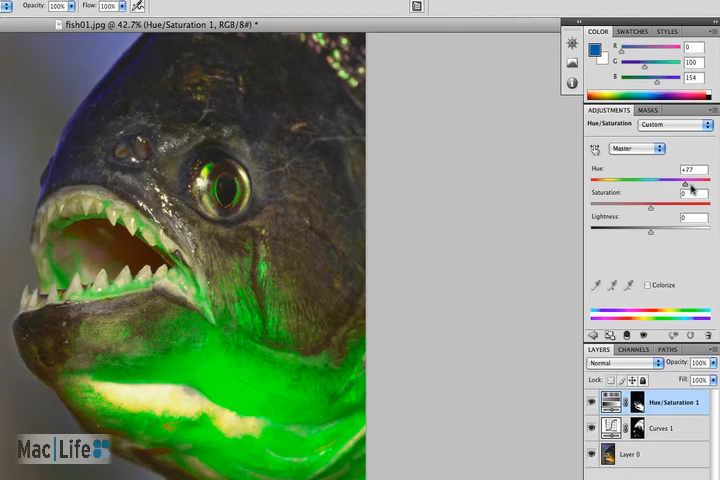 Opacity: 100% Flow: 100%
fish01.jpg @ 42.7% (Hue/Saturation 1, RGB/8#) *
COLOR SWATCHES STYLES
R 0
G 100
B 154
ADJUSTMENTS MASKS
Hue/Saturation Custom
Master
Hue: +77
Saturation: 0
Lightness: 0
Colorize
LAYERS CHANNELS PATHS
Normal Opacity: 100%
Lock: Fill: 100%
Hue/Saturation 1
Curves 1
Layer 0
Mac|Life